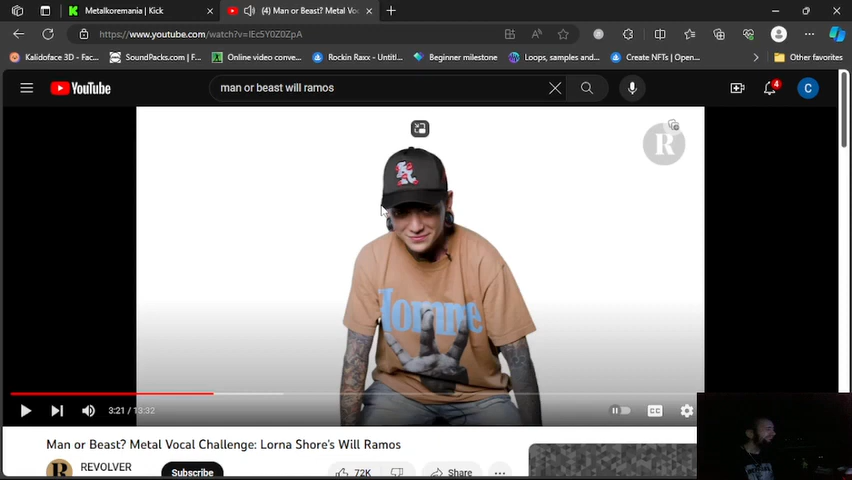 Metalkoremania | Kick
(4) Man or Beast? Metal Voc
https://www.youtube.com/watch?v=IEc5Y0Z0ZpA
Kalidoface 3D - Fac...
SoundPacks.com | F...
Online video conve...
Rockin Raxx - Untitl...
Beginner milestone
Loops, samples and...
Create NFTs | Open...
Other favorites
YouTube
man or beast will ramos
4
C
R
Homme
3:21 / 13:32
CC
Man or Beast? Metal Vocal Challenge: Lorna Shore's Will Ramos
R
REVOLVER
Subscribe
72K
Share